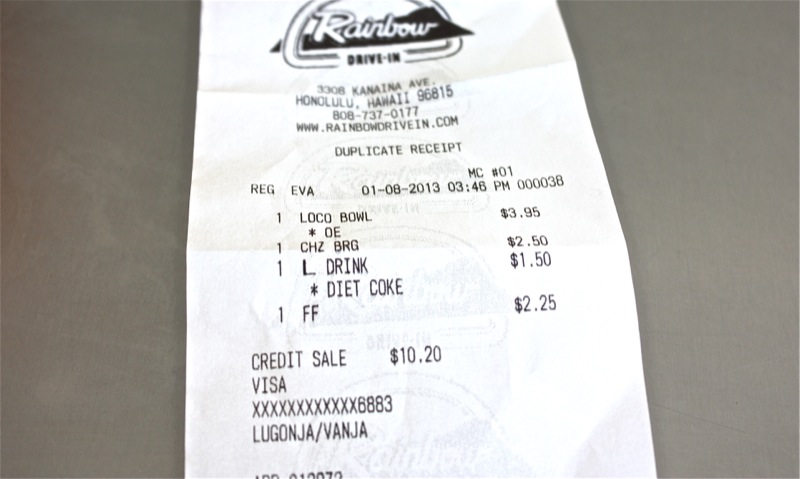 Rainbow
DRIVE-IN
3308 KANAINA AVE.
HONOLULU, HAWAII 96815
808-737-0177
WWW.RAINBOWDRIVEIN.COM
DUPLICATE RECEIPT
MC #01
REG EVA 01-08-2013 03:46 PM 000038
1 LOCO BOWL $3.95
* OE
1 CHZ BRG $2.50
1 L DRINK $1.50
* DIET COKE
1 FF $2.25
CREDIT SALE $10.20
VISA
XXXXXXXXXXXX6883
LUGONJA/VANJA